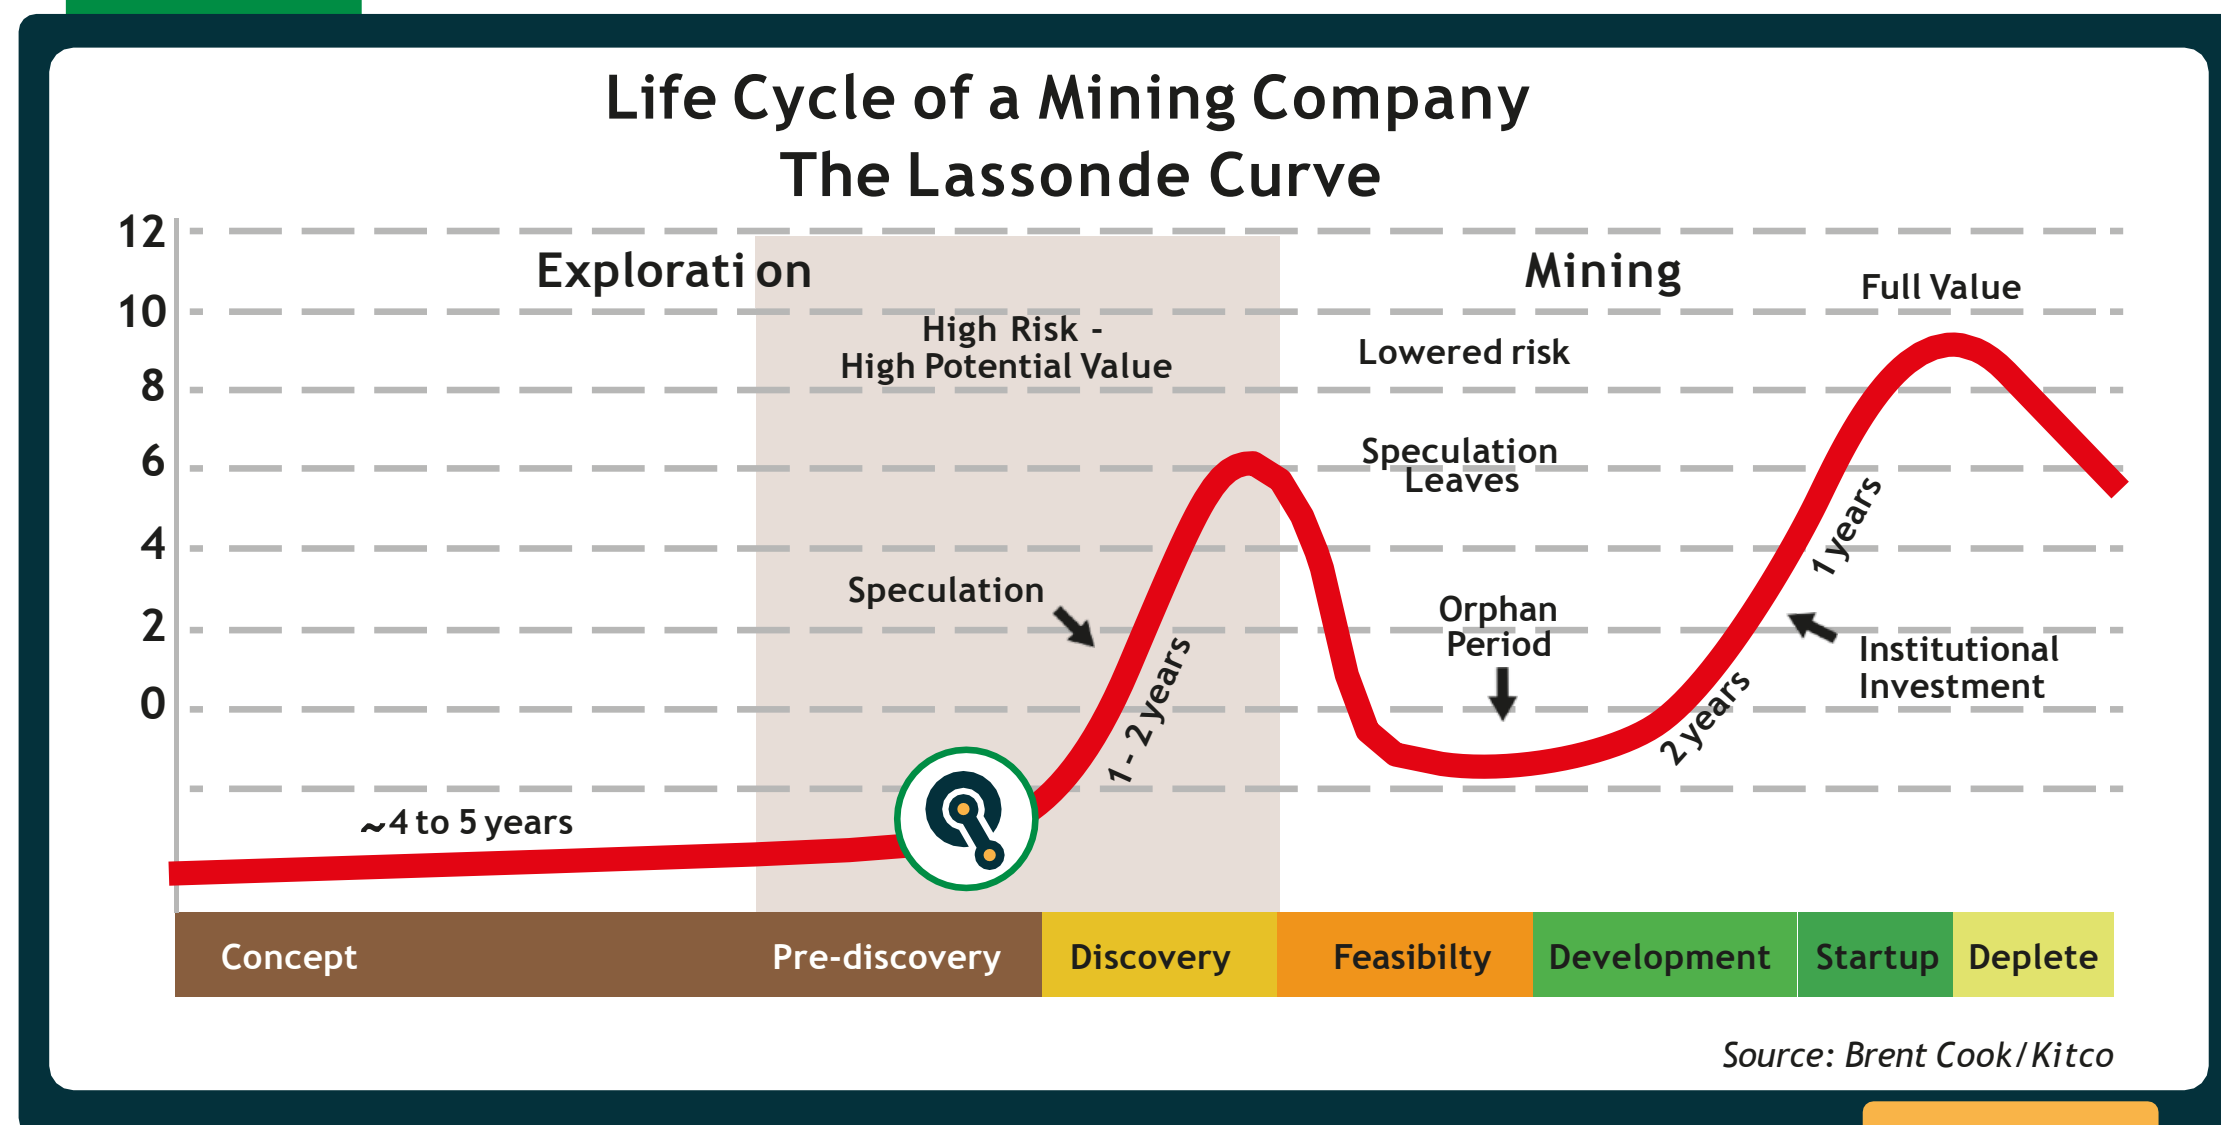 Life Cycle of a Mining Company
The Lassonde Curve
12
10
8
6
4
2
0
Exploration
Mining
Full Value
High Risk -
High Potential Value
Lowered risk
Speculation
Leaves
Speculation
Orphan
Period
Institutional
Investment
~4 to 5 years
1 - 2 years
2 years
1 years
Concept
Pre-discovery
Discovery
Feasibilty
Development
Startup
Deplete
Source: Brent Cook/Kitco